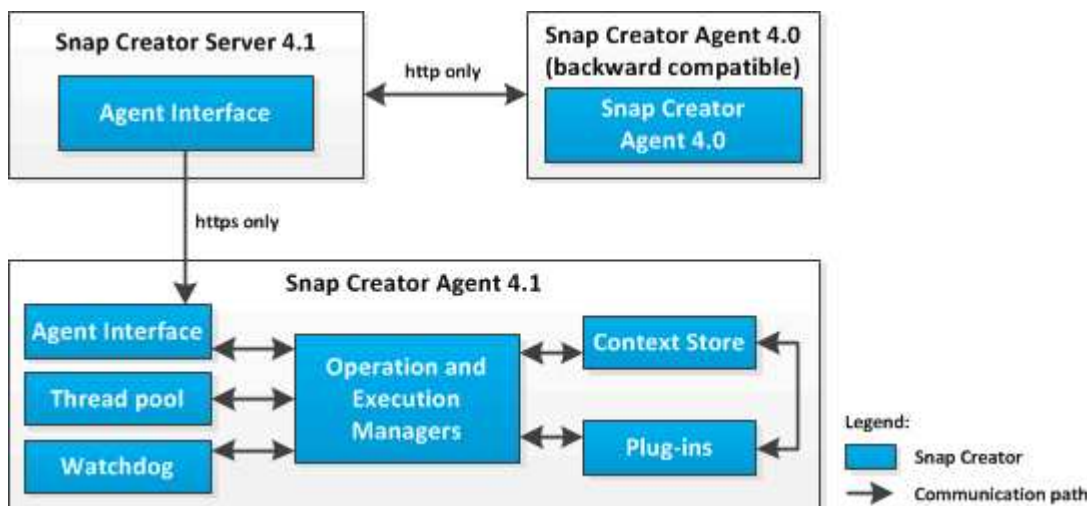 Snap Creator Server 4.1
Agent Interface
http only
Snap Creator Agent 4.0
(backward compatible)
Snap Creator
Agent 4.0
https only
Snap Creator Agent 4.1
Agent Interface
Thread pool
Watchdog
Operation and
Execution
Managers
Context Store
Plug-ins
Legend:
Snap Creator
Communication path